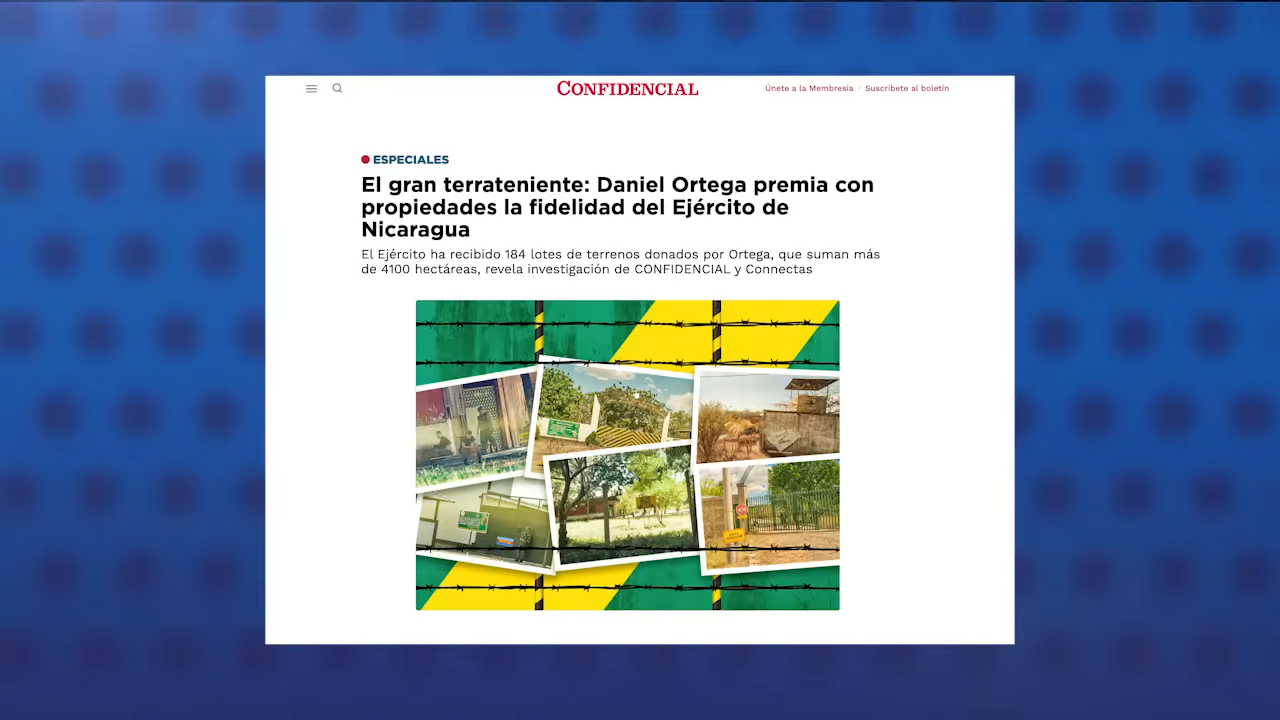 CONFIDENCIAL
Únete a la Membresía · Suscríbete al boletín
ESPECIALES
El gran terrateniente: Daniel Ortega premia con
propiedades la fidelidad del Ejército de
Nicaragua
El Ejército ha recibido 184 lotes de terrenos donados por Ortega, que suman más
de 4100 hectáreas, revela investigación de CONFIDENCIAL y Connectas